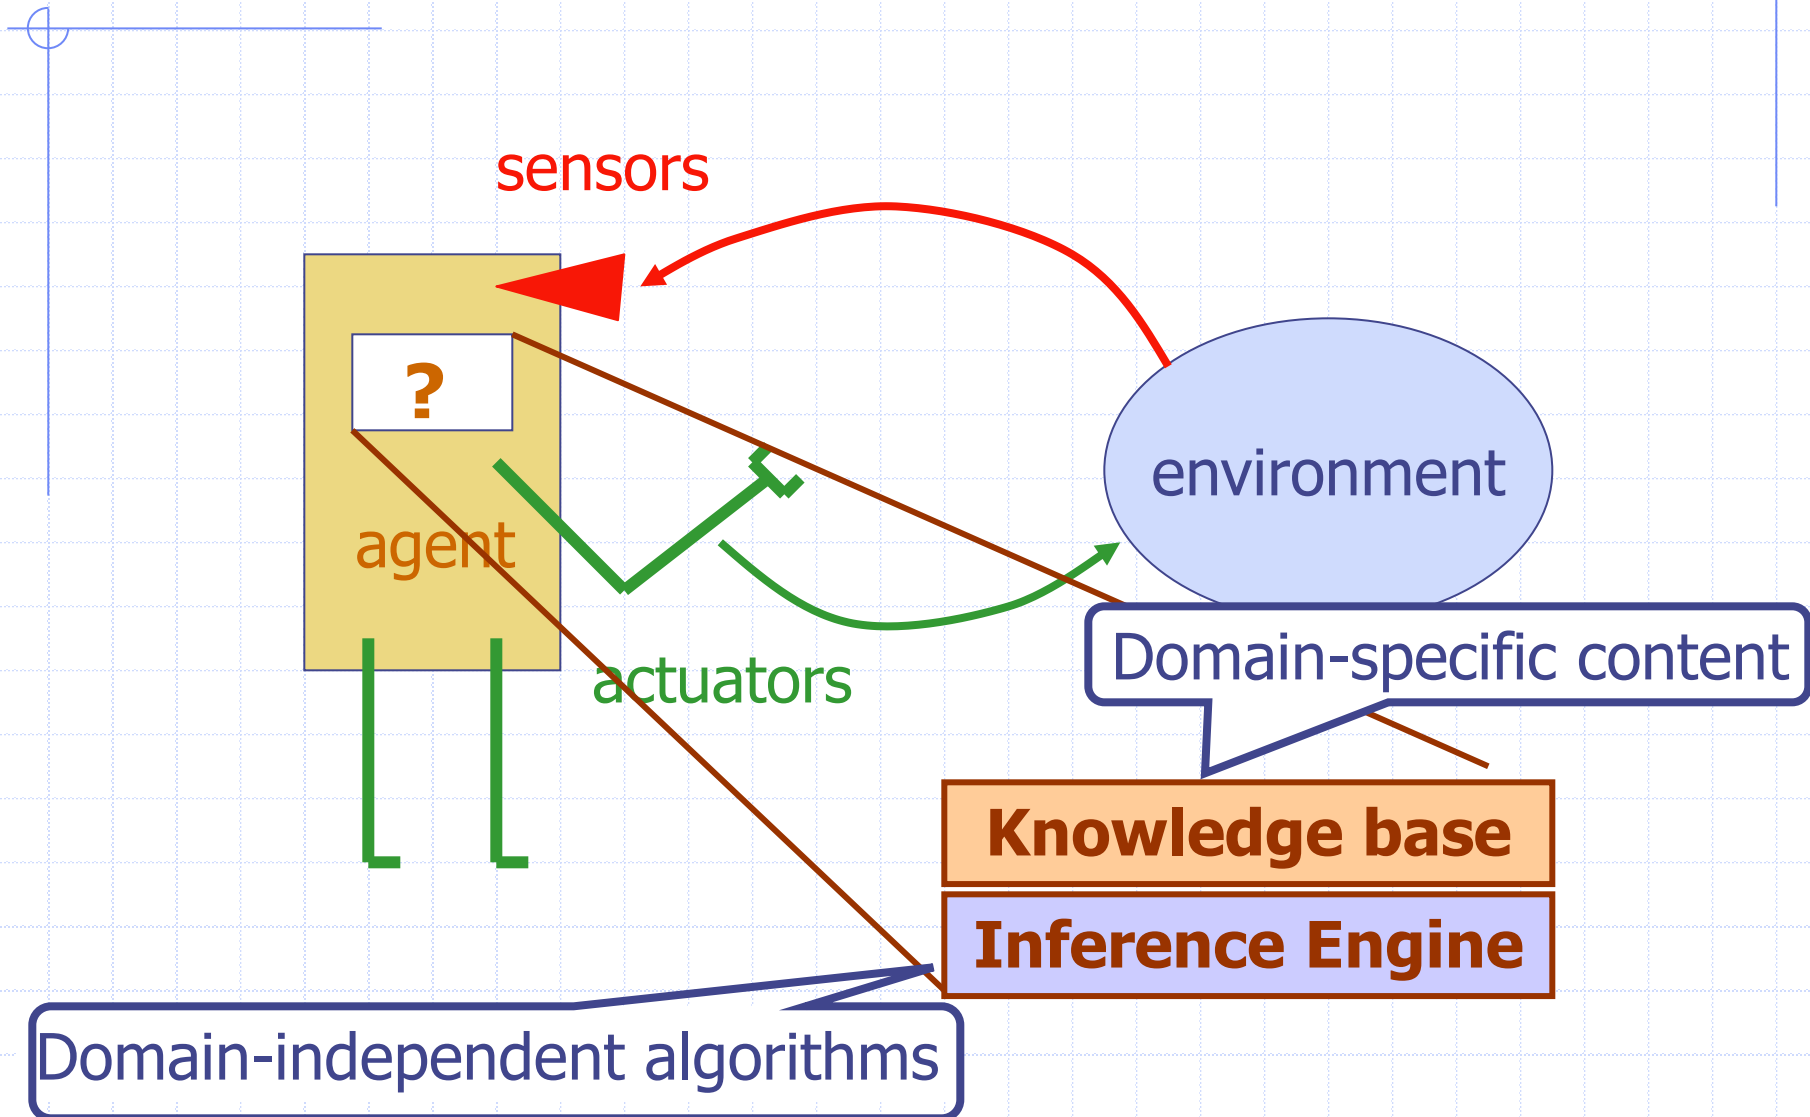 sensors
?
environment
agent
Domain-specific content
actuators
Knowledge base
Inference Engine
Domain-independent algorithms